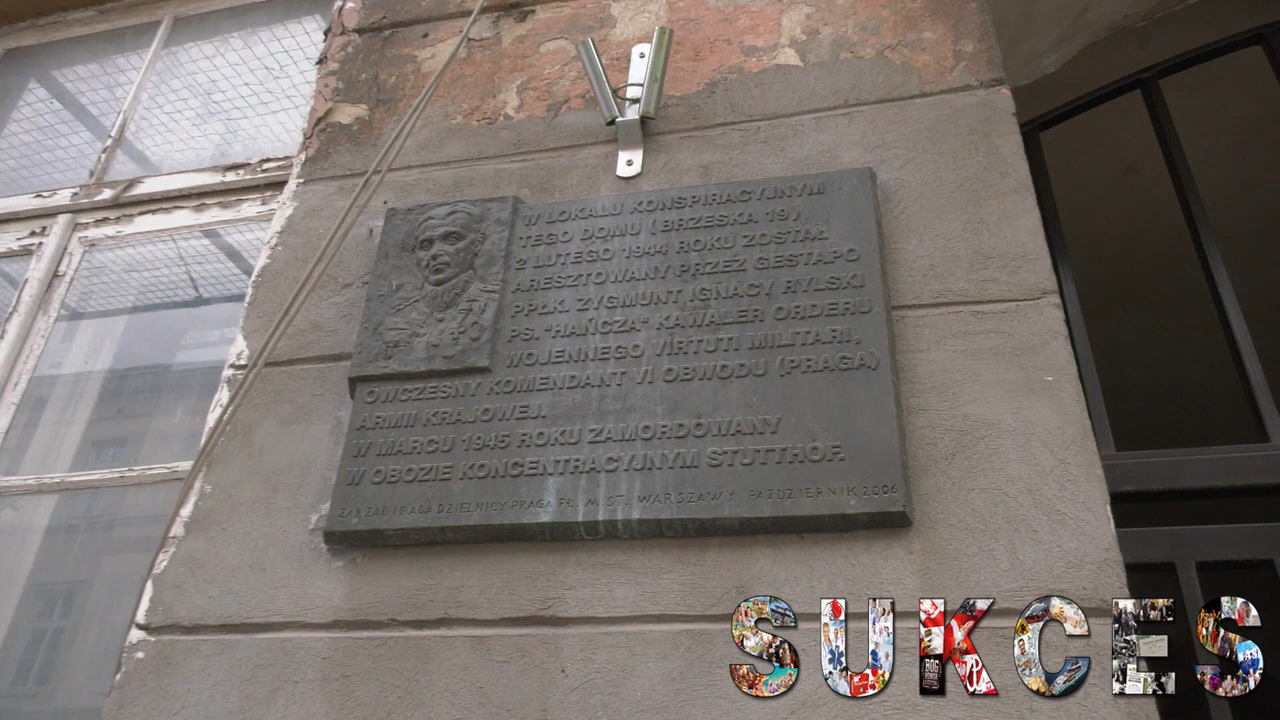 W LOKALU KONSPIRACYJNYM
TEGO DOMU (BRZESKA 19)
2 LUTEGO 1944 ROKU ZOSTAŁ
ARESZTOWANY PRZEZ GESTAPO
PPŁK. ZYGMUNT IGNACY RYLSKI
PS. "HAŃCZA" KAWALER ORDERU
WOJENNEGO VIRTUTI MILITARI,
ÓWCZESNY KOMENDANT VI OBWODU (PRAGA)
ARMII KRAJOWEJ.
W MARCU 1945 ROKU ZAMORDOWANY
W OBOZIE KONCENTRACYJNYM STUTTHOF.
ZARZĄD I RADA DZIELNICY PRAGA PŁ. M. ST. WARSZAWY PAŹDZIERNIK 2006
SUKCES
BÓG
HONOR